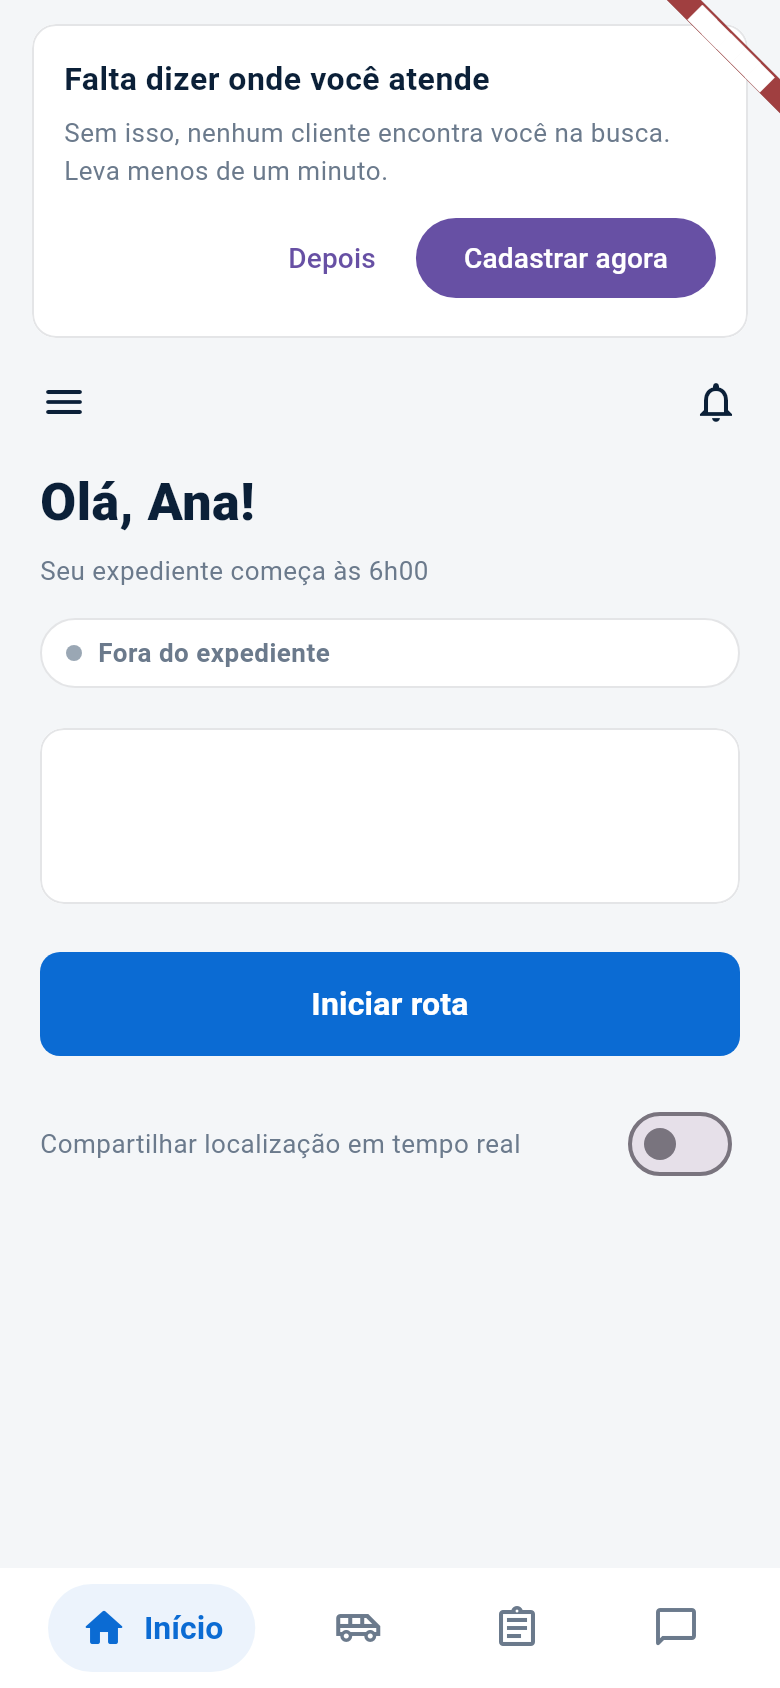 Falta dizer onde você atende
Sem isso, nenhum cliente encontra você na busca.
Leva menos de um minuto.
Depois
Cadastrar agora
Olá, Ana!
Seu expediente começa às 6h00
Fora do expediente
Iniciar rota
Compartilhar localização em tempo real
Início